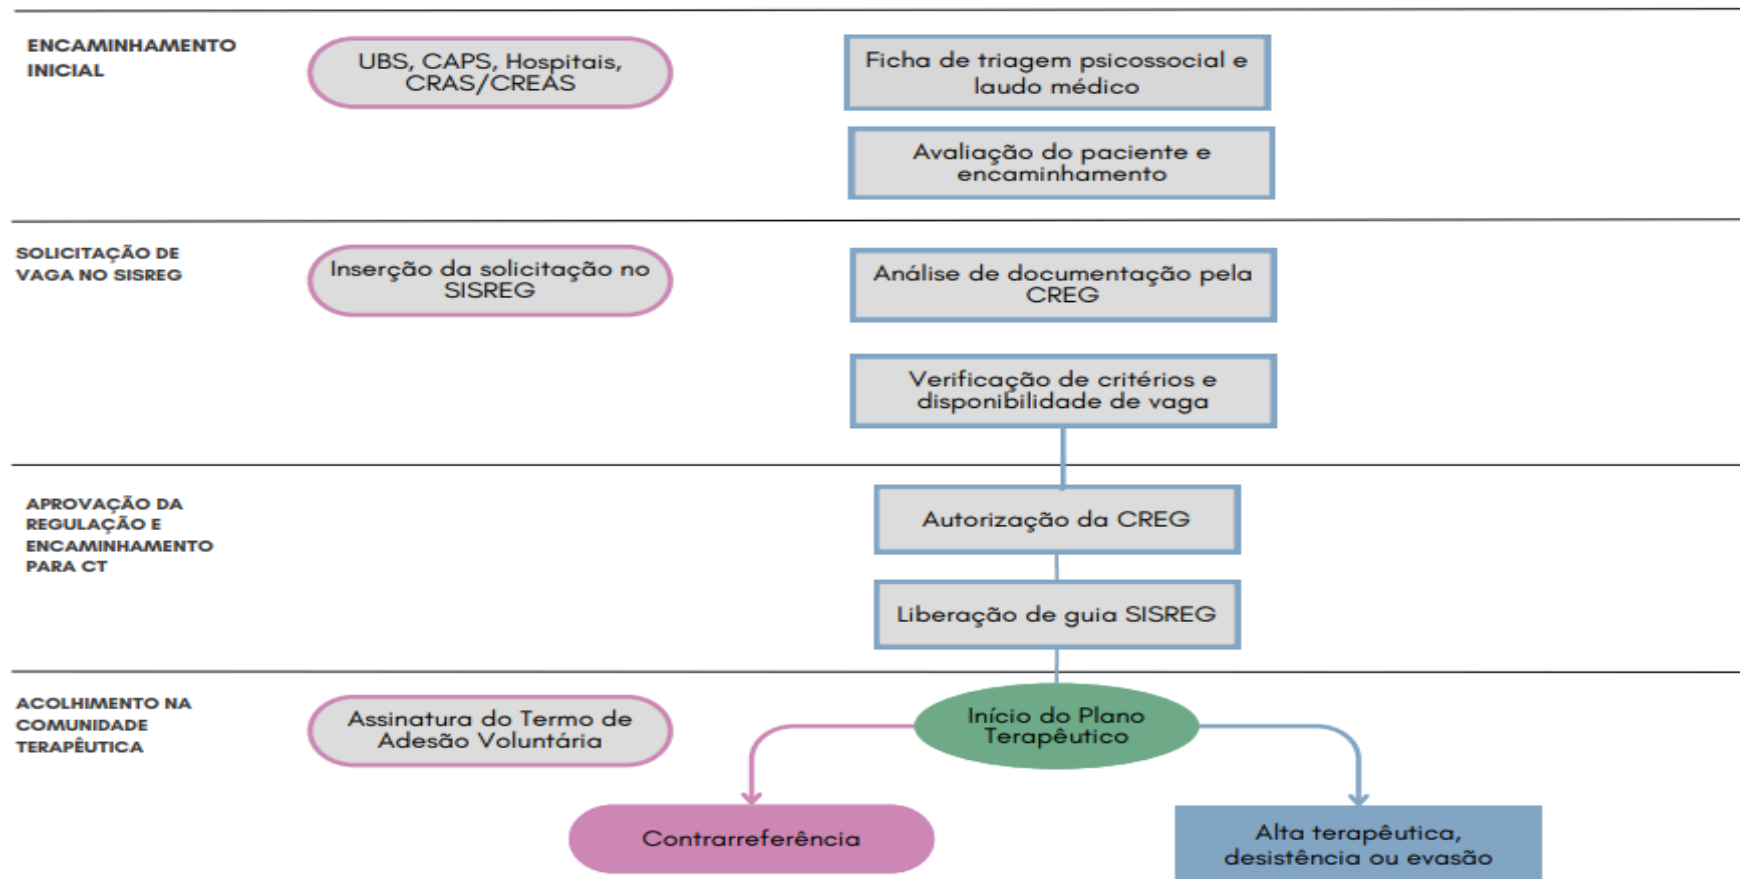 ENCAMINHAMENTO
INICIAL
UBS, CAPS, Hospitais,
CRAS/CREAS
Ficha de triagem psicossocial e
laudo médico
Avaliação do paciente e
encaminhamento
SOLICITAÇÃO DE
VAGA NO SISREG
Inserção da solicitação no
SISREG
Análise de documentação pela
CREG
Verificação de critérios e
disponibilidade de vaga
APROVAÇÃO DA
REGULAÇÃO E
ENCAMINHAMENTO
PARA CT
Autorização da CREG
Liberação de guia SISREG
ACOLHIMENTO NA
COMUNIDADE
TERAPÊUTICA
Assinatura do Termo de
Adesão Voluntária
Início do Plano
Terapêutico
Contrarreferência
Alta terapêutica,
desistência ou evasão